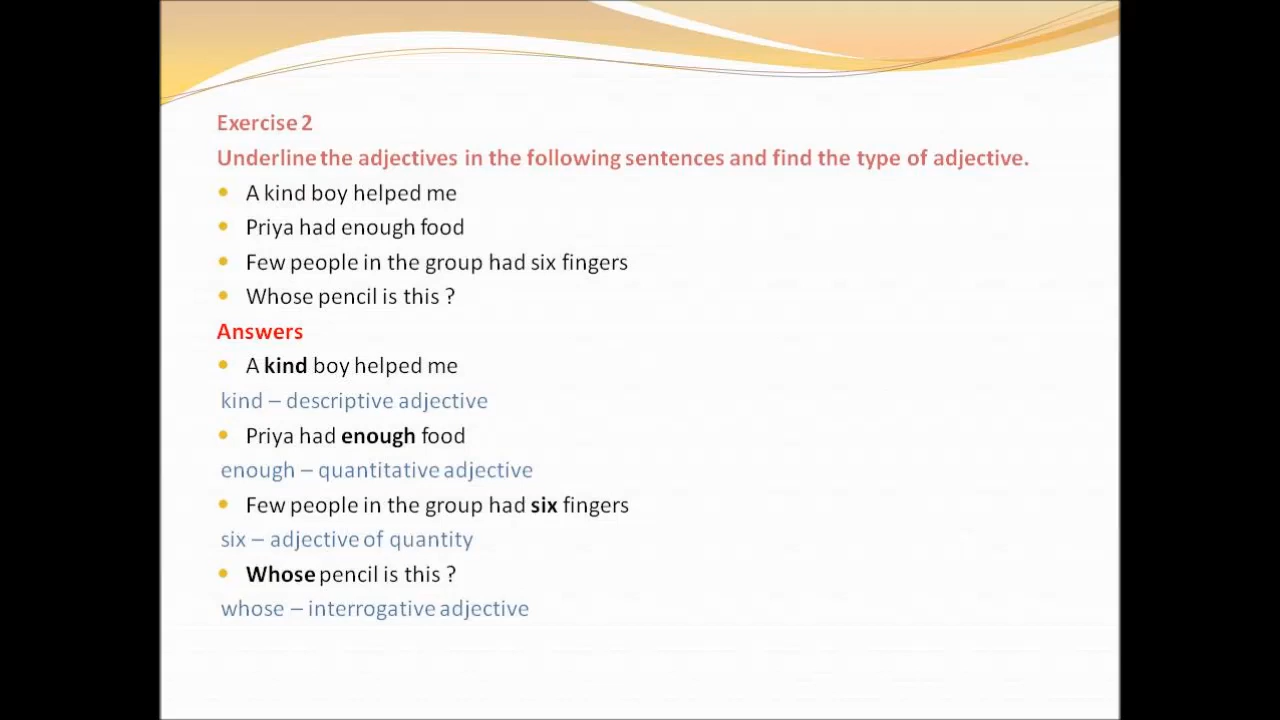 Exercise 2
Underline the adjectives in the following sentences and find the type of adjective.
• A kind boy helped me
• Priya had enough food
• Few people in the group had six fingers
• Whose pencil is this ?
Answers
• A kind boy helped me
kind – descriptive adjective
• Priya had enough food
enough – quantitative adjective
• Few people in the group had six fingers
six – adjective of quantity
• Whose pencil is this ?
whose – interrogative adjective